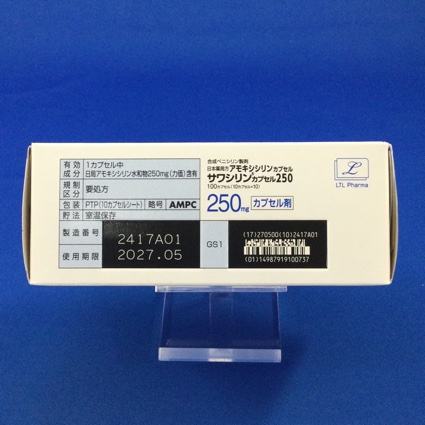 有効成分 1カプセル中 日局アモキシシリン水和物250mg(力価)含有
規制区分 要処方
包装 PTP(10カプセルシート) 略号 AMPC
貯法 室温保存
製造番号 2417A01
使用期限 2027.05
合成ペニシリン製剤
日本薬局方 アモキシシリンカプセル
サワシリンカプセル250
100カプセル(10カプセル×10)
250mg カプセル剤
GS1
(17)270500(10)2417A01
(01)14987919100737
L
LTL Pharma